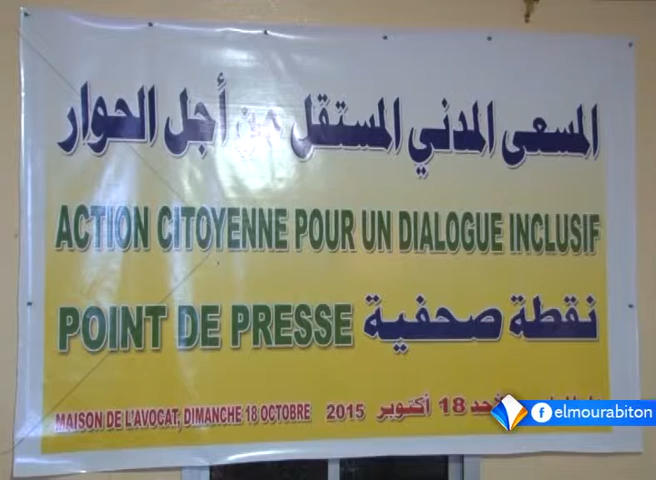 المسعى المدني المستقل من أجل الحوار
ACTION CITOYENNE POUR UN DIALOGUE INCLUSIF
POINT DE PRESSE نقطة صحفية
MAISON DE L'AVOCAT, DIMANCHE 18 OCTOBRE 2015 18 أكتوبر
elmourabiton